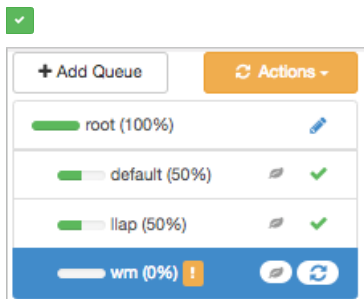 + Add Queue
Actions
root (100%)
default (50%)
llap (50%)
wm (0%) !